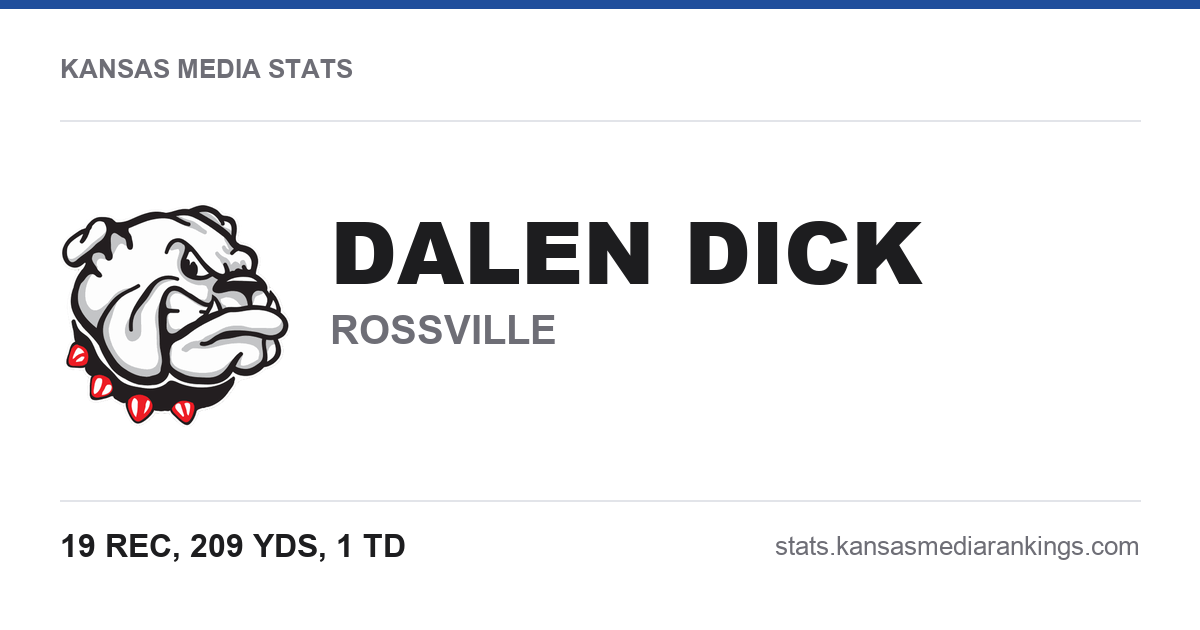 KANSAS MEDIA STATS
DALEN DICK
ROSSVILLE
19 REC, 209 YDS, 1 TD
stats.kansasmediarankings.com